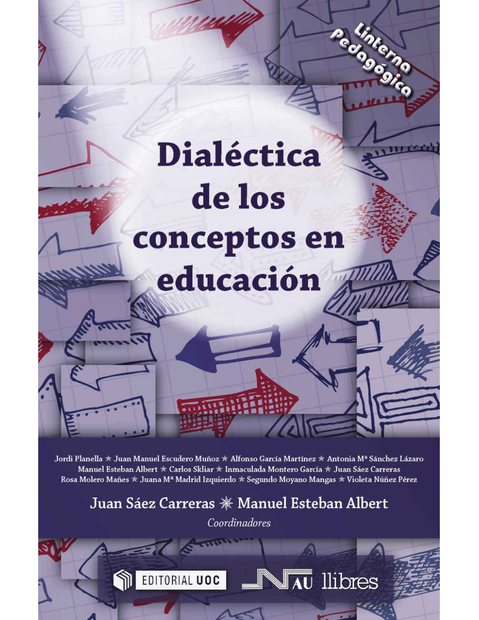 Linterna
Pedagógica
Dialéctica
de los
conceptos en
educación
Jordi Planella ★ Juan Manuel Escudero Muñoz ★ Alfonso García Martínez ★ Antonia Mª Sánchez Lázaro
Manuel Esteban Albert ★ Carlos Skliar ★ Inmaculada Montero García ★ Juan Sáez Carreras
Rosa Molero Mañes ★ Juana Mª Madrid Izquierdo ★ Segundo Moyano Mangas ★ Violeta Núñez Pérez
Juan Sáez Carreras ✷ Manuel Esteban Albert
Coordinadores
EDITORIAL UOC
NAU llibres